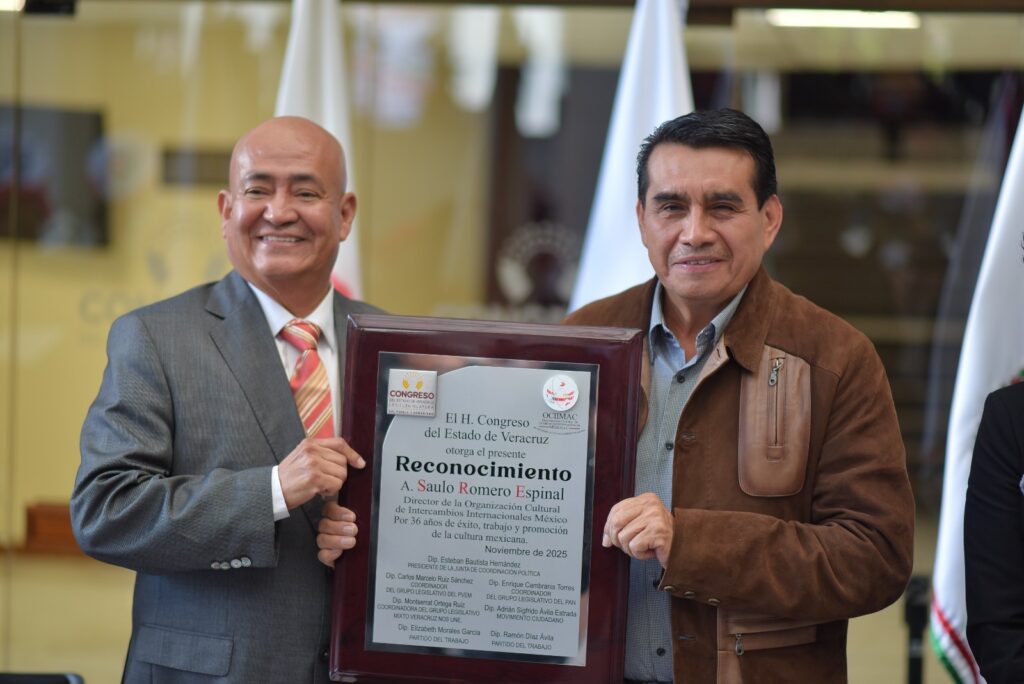 CONGRESO
DEL ESTADO DE VERACRUZ
OCIIMAC
El H. Congreso
del Estado de Veracruz
otorga el presente
Reconocimiento
A. Saulo Romero Espinal
Director de la Organización Cultural
de Intercambios Internacionales México
Por 36 años de éxito, trabajo y promoción
de la cultura mexicana.
Noviembre de 2025
Dip. Esteban Bautista Hernández
PRESIDENTE DE LA JUNTA DE COORDINACIÓN POLÍTICA
Dip. Carlos Marcelo Ruiz Sánchez
COORDINADOR
DEL GRUPO LEGISLATIVO DEL PVEM
Dip. Montserrat Ortega Ruiz
COORDINADORA DEL GRUPO LEGISLATIVO
MIXTO VERACRUZ NOS UNE.
Dip. Elizabeth Morales García
PARTIDO DEL TRABAJO
Dip. Enrique Cambranis Torres
COORDINADOR
DEL GRUPO LEGISLATIVO DEL PAN
Dip. Adrián Sigfrido Ávila Estrada
MOVIMIENTO CIUDADANO
Dip. Ramón Díaz Ávila
PARTIDO DEL TRABAJO